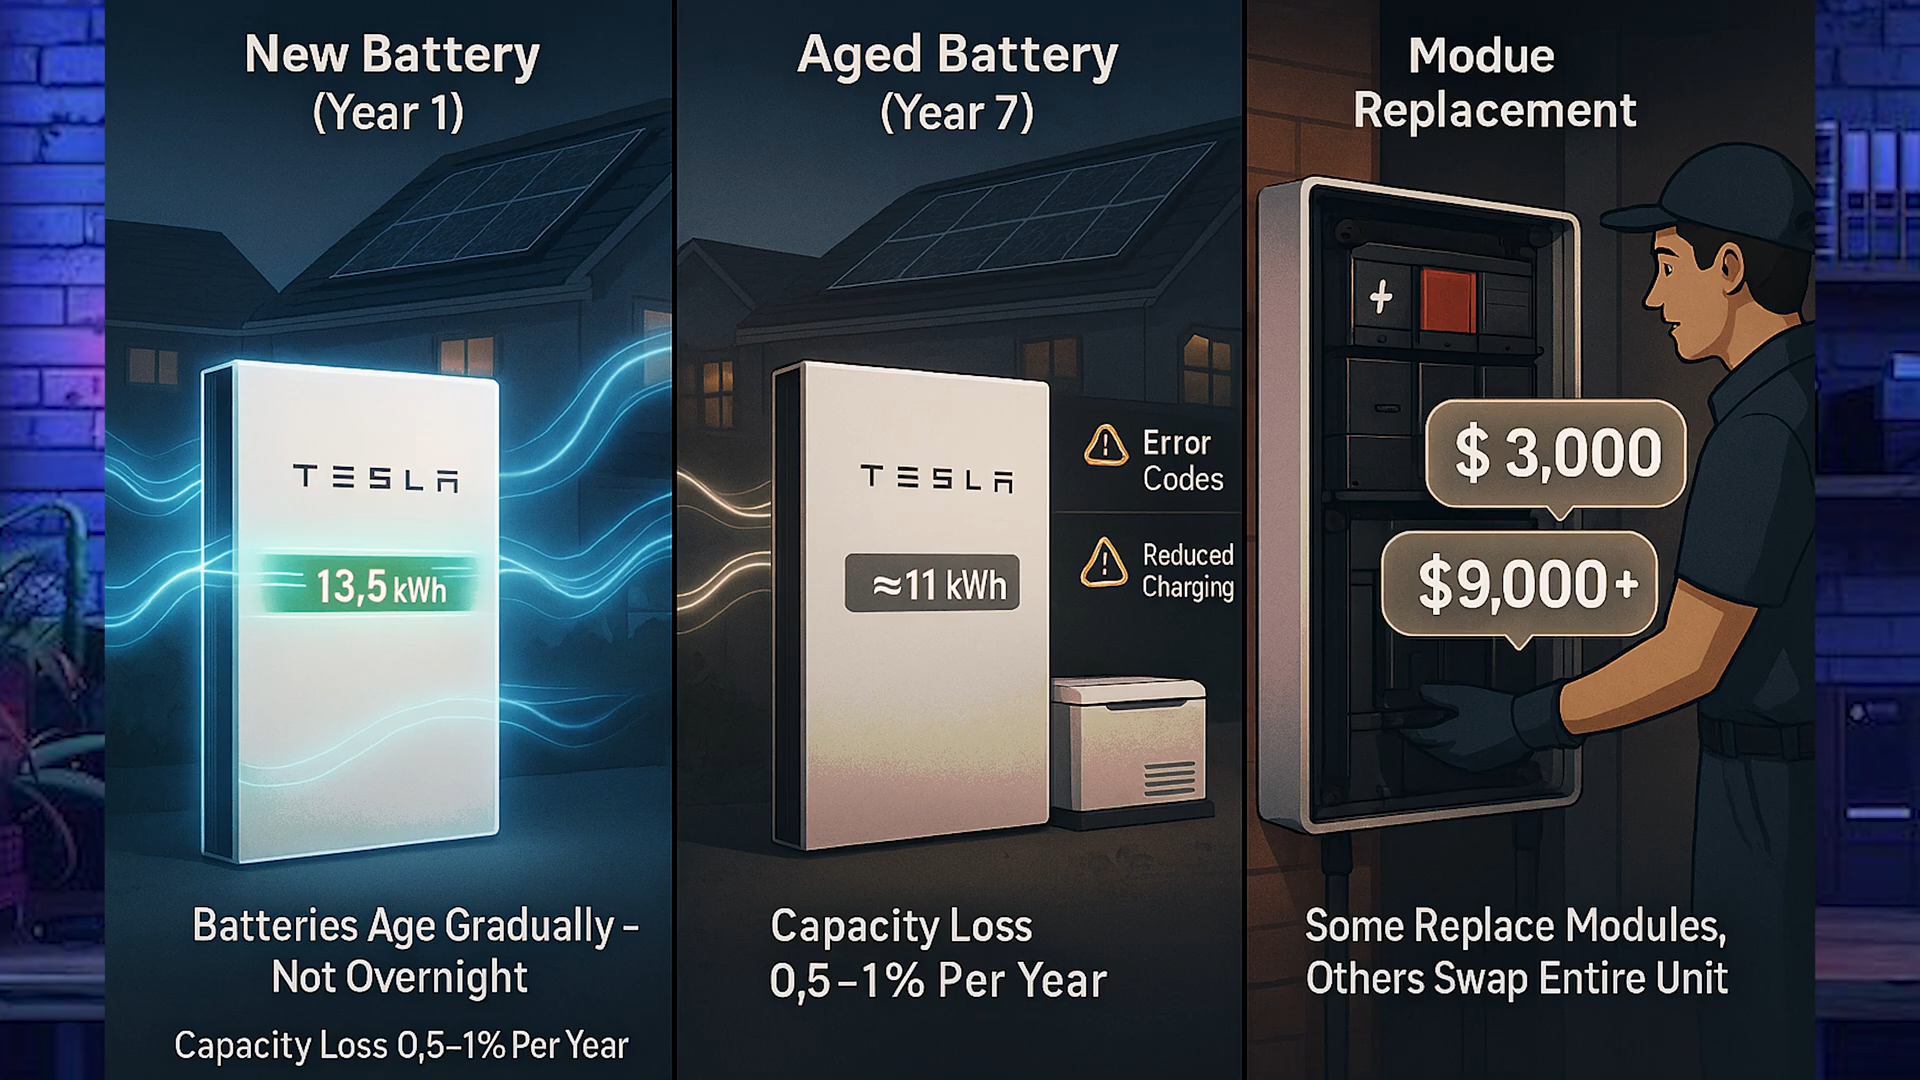 New Battery
(Year 1)
TESLA
13,5 kWh
Batteries Age Gradually –
Not Overnight
Capacity Loss 0,5–1% Per Year
Aged Battery
(Year 7)
TESLA
≈11 kWh
Error
Codes
Reduced
Charging
Capacity Loss
0,5–1% Per Year
Modue
Replacement
$ 3,000
$9,000+
Some Replace Modules,
Others Swap Entire Unit